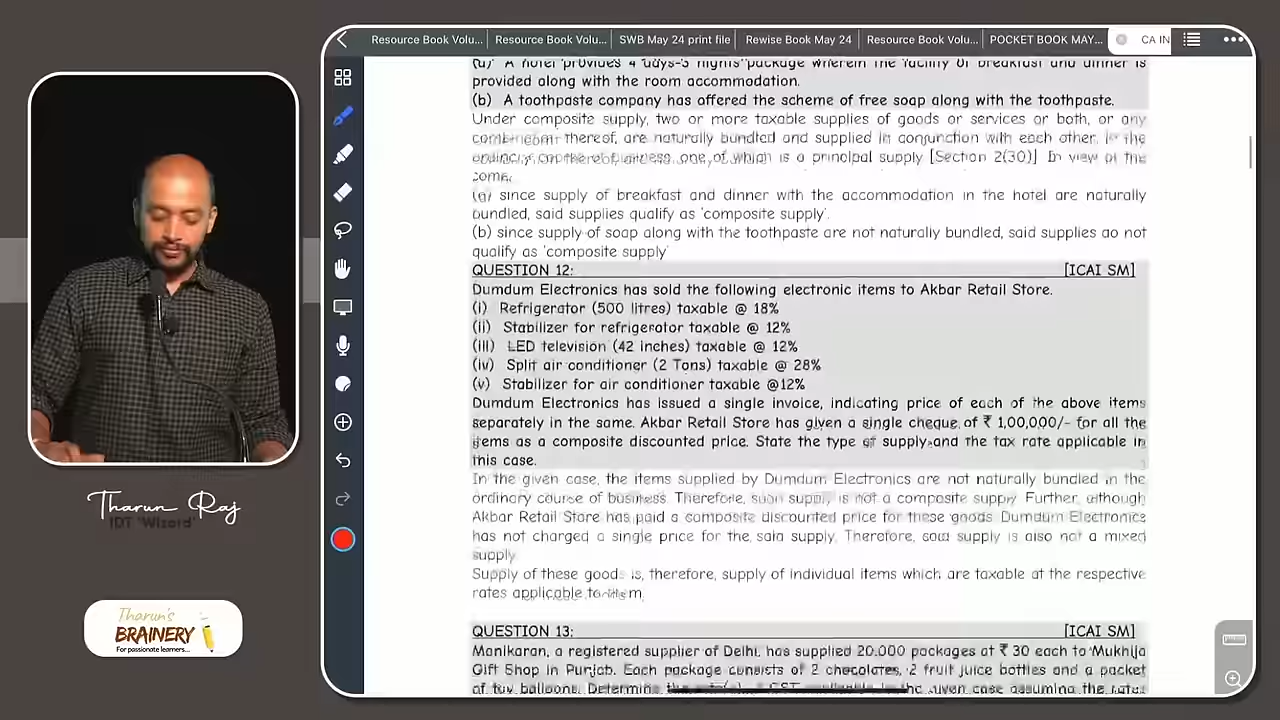 Resource Book Volu...
Resource Book Volu...
SWB May 24 print file
Rewise Book May 24
Resource Book Volu...
POCKET BOOK MAY...
CA IN
(a) A hotel provides 4 days-3 nights package wherein the facility of breakfast and dinner is
provided along with the room accommodation.
(b) A toothpaste company has offered the scheme of free soap along with the toothpaste.
Under composite supply, two or more taxable supplies of goods or services or both, or any
thereof, are naturally bundled and supplied in conjunction with each other, in the
one of which is a principal supply [Section 2(30)] In view of the
(a) since supply of breakfast and dinner with the accommodation in the hotel are naturally
bundled, said supplies qualify as 'composite supply'.
(b) since supply of soap along with the toothpaste are not naturally bundled, said supplies do not
qualify as 'composite supply'
QUESTION 12: [ICAI SM]
Dumdum Electronics has sold the following electronic items to Akbar Retail Store.
(i) Refrigerator (500 litres) taxable @ 18%
(ii) Stabilizer for refrigerator taxable @ 12%
(iii) LED television (42 inches) taxable @ 12%
(iv) Split air conditioner (2 Tons) taxable @ 28%
(v) Stabilizer for air conditioner taxable @12%
Dumdum Electronics has issued a single invoice, indicating price of each of the above items
separately in the same. Akbar Retail Store has given a single cheque of ₹ 1,00,000/- for all the
items as a composite discounted price. State the type of supply and the tax rate applicable in
this case.
In the given case, the items supplied by Dumdum Electronics are not naturally bundled in the
ordinary course of business. Therefore, such supply is not a composite supply. Further, although
Akbar Retail Store has paid a composite discounted price for these goods Dumdum Electronics
has not charged a single price for the said supply. Therefore, said supply is also not a mixed
supply
Supply of these goods is, therefore, supply of individual items which are taxable at the respective
rates applicable to them.
QUESTION 13: [ICAI SM]
Manikaran, a registered supplier of Delhi, has supplied 20,000 packages at ₹ 30 each to Mukhija
Gift Shop in Punjab. Each package consists of 2 chocolates, 2 fruit juice bottles and a packet
of toy balloons. Determine the GST in the given case assuming the rates
Tharun Raj
IDT 'Wizard'
Tharun's
BRAINERY
For passionate learners...